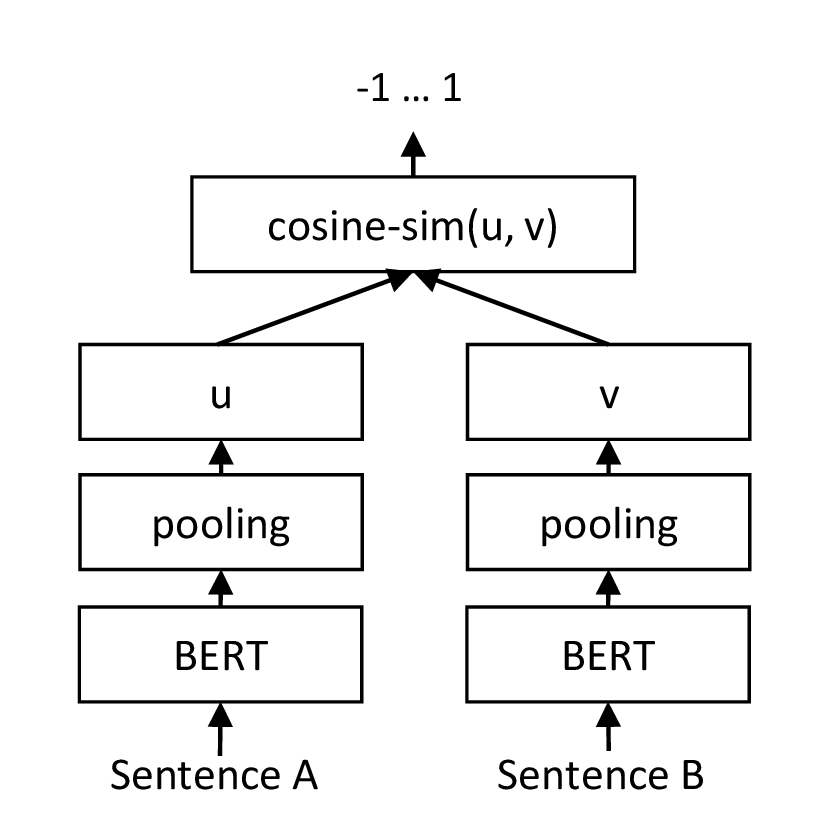 -1 … 1
cosine-sim(u, v)
u
v
pooling
pooling
BERT
BERT
Sentence A
Sentence B